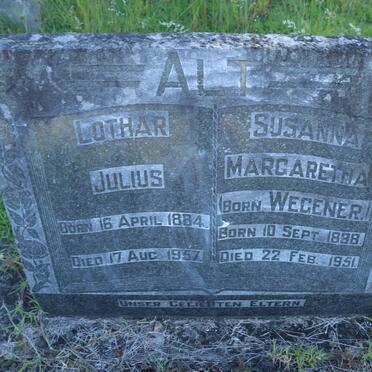 ALT
LOTHAR
JULIUS
BORN 16 APRIL 1884.
DIED 17 AUG. 1957.
SUSANNA
MARGARETHA
(BORN WEGENER)
BORN 10 SEPT. 1898.
DIED 22 FEB. 1951.
UNSER GELIEBTEN ELTERN